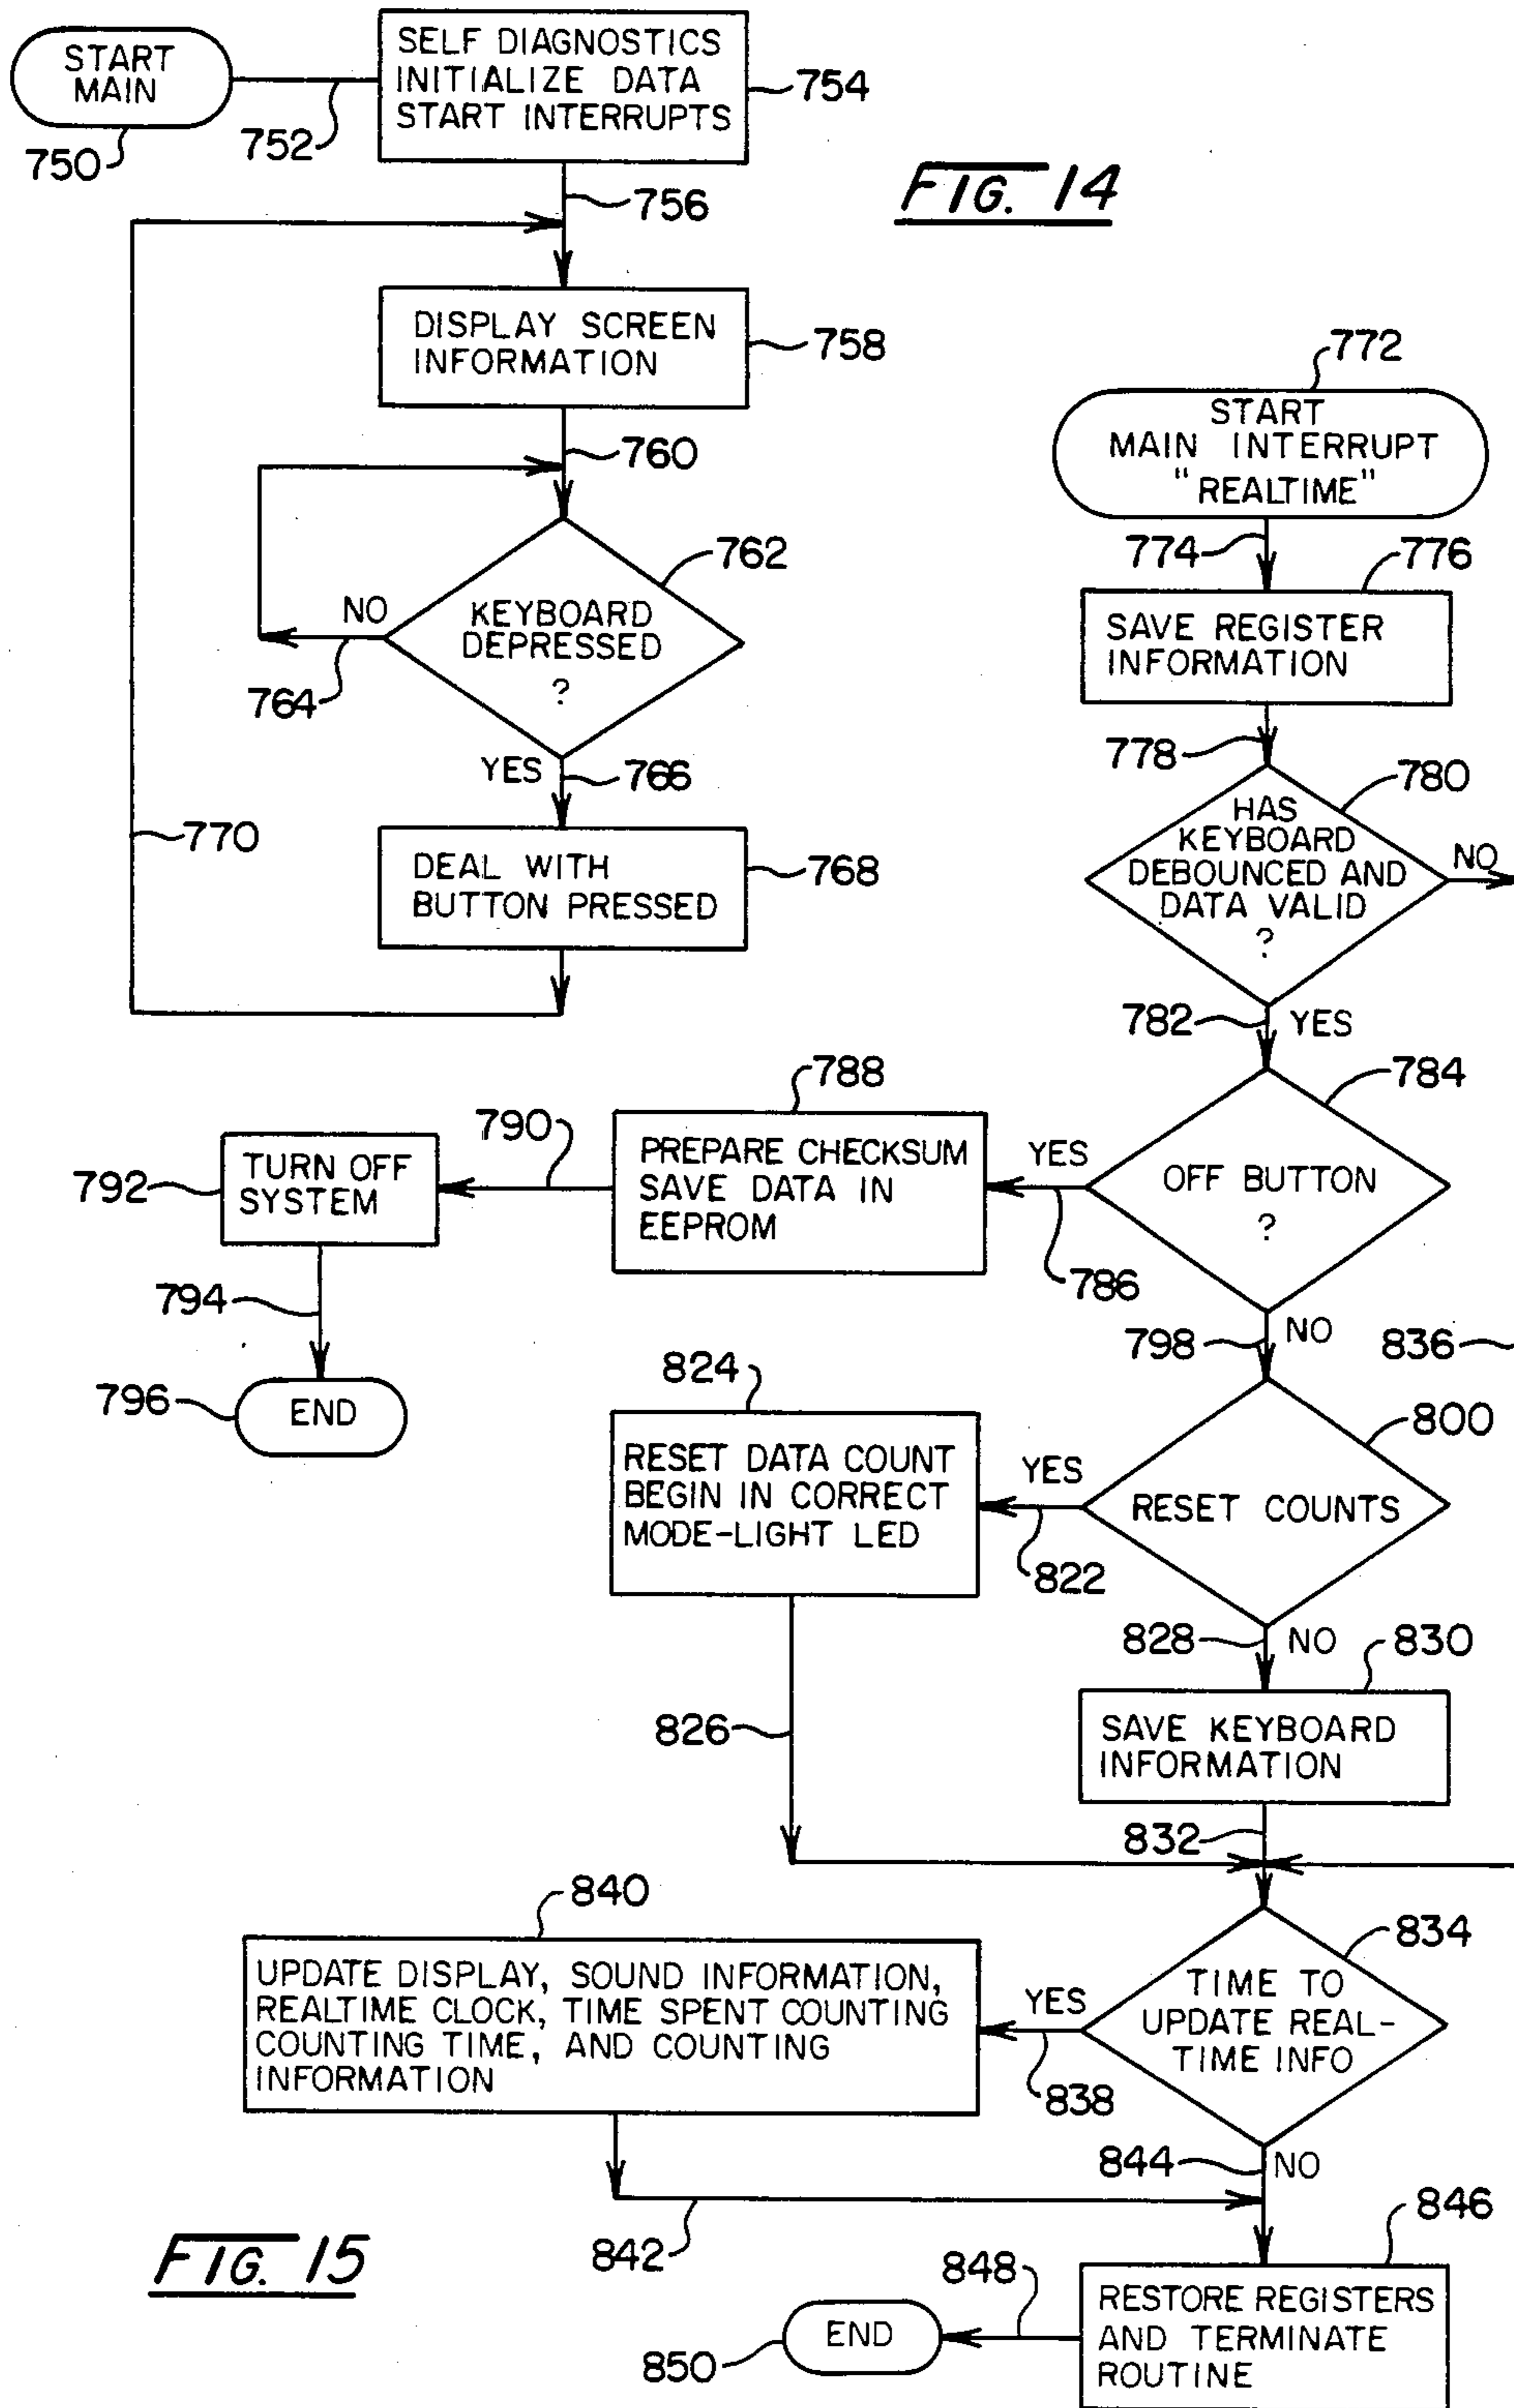 START
MAIN
750
752
SELF DIAGNOSTICS
INITIALIZE DATA
START INTERRUPTS
754
FIG. 14
756
DISPLAY SCREEN
INFORMATION
758
760
762
KEYBOARD
DEPRESSED
?
NO
764
YES
766
DEAL WITH
BUTTON PRESSED
768
770
772
START
MAIN INTERRUPT
"REALTIME"
774
776
SAVE REGISTER
INFORMATION
778
780
HAS
KEYBOARD
DEBOUNCED AND
DATA VALID
?
NO
782
YES
784
OFF BUTTON
?
YES
786
788
PREPARE CHECKSUM
SAVE DATA IN
EEPROM
790
792
TURN OFF
SYSTEM
794
796
END
798
NO
836
800
RESET COUNTS
YES
822
824
RESET DATA COUNT
BEGIN IN CORRECT
MODE-LIGHT LED
826
828
NO
830
SAVE KEYBOARD
INFORMATION
832
834
TIME TO
UPDATE REAL-
TIME INFO
YES
838
840
UPDATE DISPLAY, SOUND INFORMATION,
REALTIME CLOCK, TIME SPENT COUNTING
COUNTING TIME, AND COUNTING
INFORMATION
842
844
NO
846
RESTORE REGISTERS
AND TERMINATE
ROUTINE
848
END
850
FIG. 15